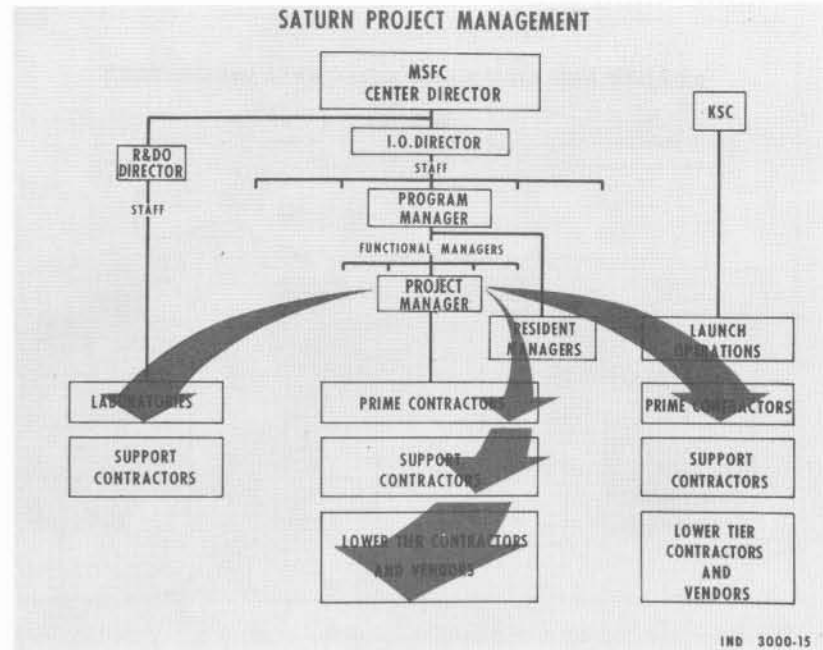 SATURN PROJECT MANAGEMENT
MSFC
CENTER DIRECTOR
KSC
I.O. DIRECTOR
R&DO
DIRECTOR
STAFF
STAFF
PROGRAM
MANAGER
FUNCTIONAL MANAGERS
PROJECT
MANAGER
RESIDENT
MANAGERS
LAUNCH
OPERATIONS
LABORATORIES
PRIME CONTRACTORS
PRIME CONTRACTORS
SUPPORT
CONTRACTORS
SUPPORT
CONTRACTORS
SUPPORT
CONTRACTORS
LOWER TIER CONTRACTORS
AND VENDORS
LOWER TIER
CONTRACTORS
AND
VENDORS
IND 3000-15